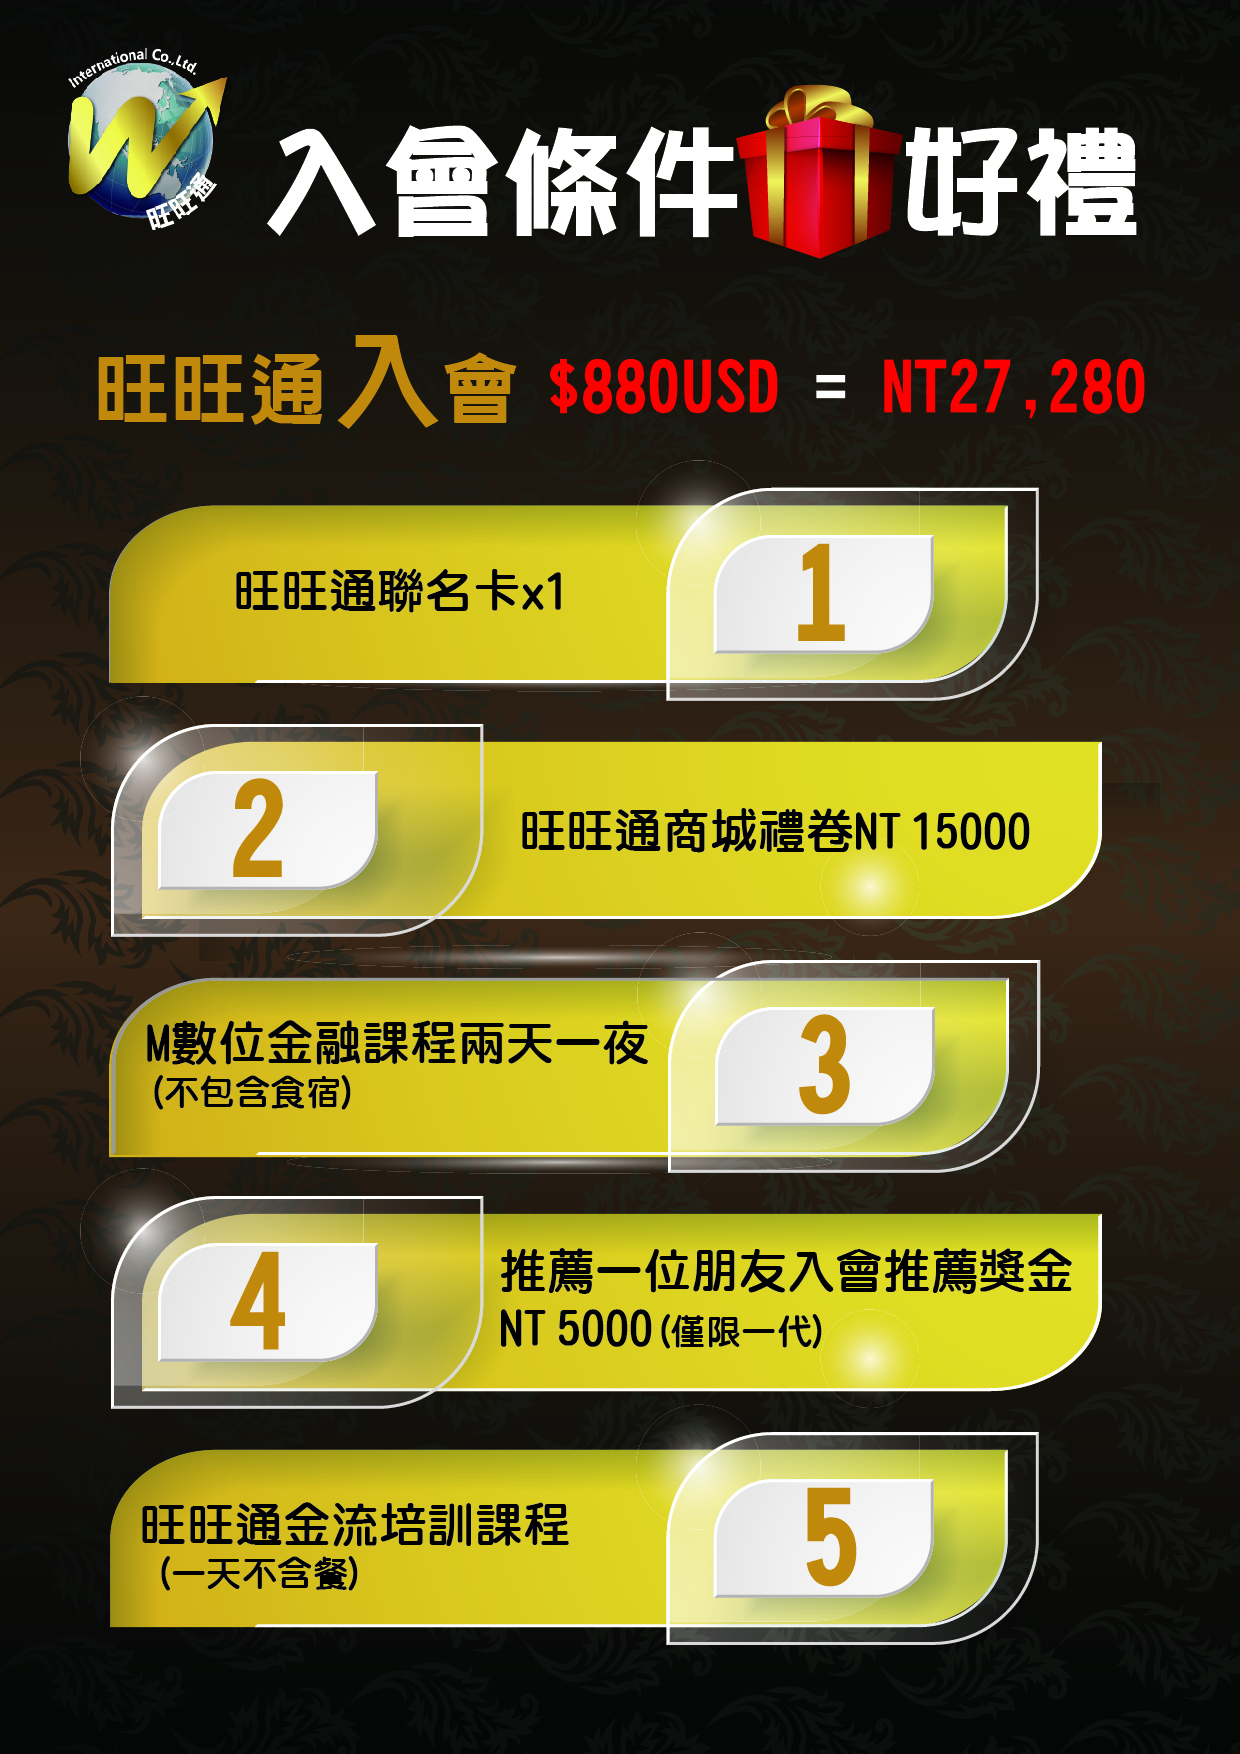 International Co.,Ltd.
W
旺旺通
入會條件好禮
旺旺通入會 $880USD = NT27,280
旺旺通聯名卡x1
1
2
旺旺通商城禮卷NT 15000
M數位金融課程兩天一夜
(不包含食宿)
3
4
推薦一位朋友入會推薦獎金
NT 5000(僅限一代)
旺旺通金流培訓課程
(一天不含餐)
5